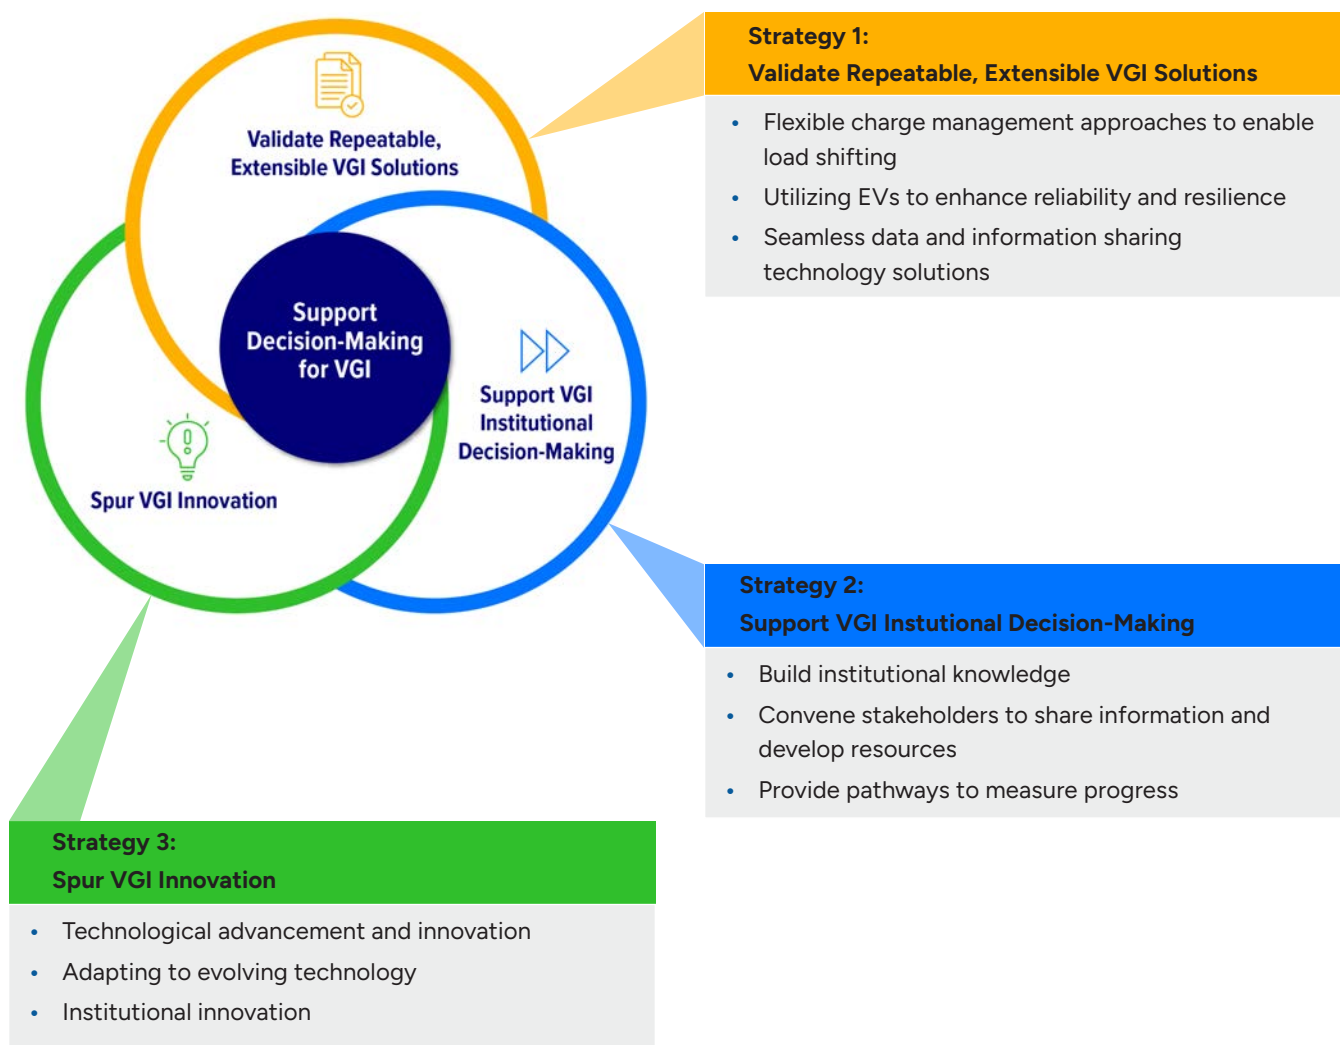 Validate Repeatable,
Extensible VGI Solutions
Support
Decision-Making
for VGI
Support VGI
Institutional
Decision-Making
Spur VGI Innovation
Strategy 1:
Validate Repeatable, Extensible VGI Solutions
• Flexible charge management approaches to enable
load shifting
• Utilizing EVs to enhance reliability and resilience
• Seamless data and information sharing
technology solutions
Strategy 2:
Support VGI Instutional Decision-Making
• Build institutional knowledge
• Convene stakeholders to share information and
develop resources
• Provide pathways to measure progress
Strategy 3:
Spur VGI Innovation
• Technological advancement and innovation
• Adapting to evolving technology
• Institutional innovation